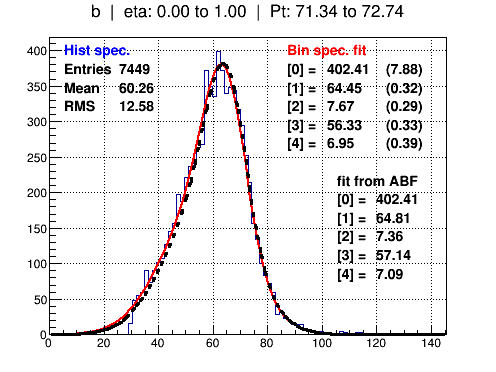 b | eta: 0.00 to 1.00 | Pt: 71.34 to 72.74
Hist spec.
Entries 7449
Mean 60.26
RMS 12.58
Bin spec. fit
[0] = 402.41 (7.88)
[1] = 64.45 (0.32)
[2] = 7.67 (0.29)
[3] = 56.33 (0.33)
[4] = 6.95 (0.39)
fit from ABF
[0] = 402.41
[1] = 64.81
[2] = 7.36
[3] = 57.14
[4] = 7.09
400
350
300
250
200
150
100
50
0
0 20 40 60 80 100 120 140